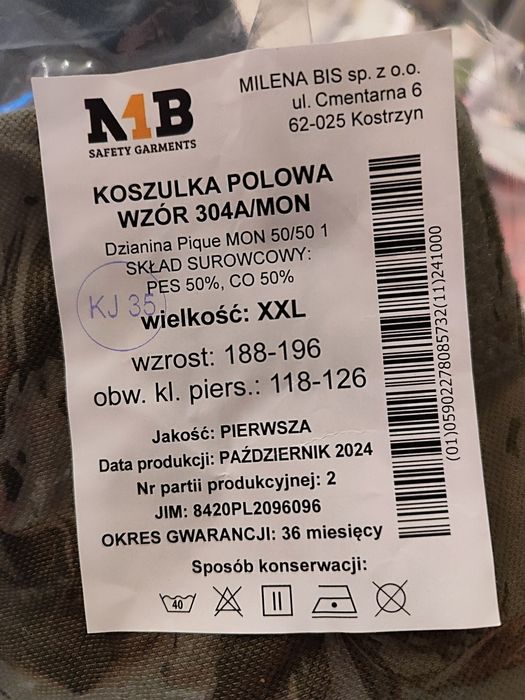 M1B
SAFETY GARMENTS
MILENA BIS sp. z o.o.
ul. Cmentarna 6
62-025 Kostrzyn
KOSZULKA POLOWA
WZÓR 304A/MON
Dzianina Pique MON 50/50 1
SKŁAD SUROWCOWY:
PES 50%, CO 50%
KJ 35
wielkość: XXL
wzrost: 188-196
obw. kl. piers.: 118-126
Jakość: PIERWSZA
Data produkcji: PAŹDZIERNIK 2024
Nr partii produkcyjnej: 2
JIM: 8420PL2096096
OKRES GWARANCJI: 36 miesięcy
Sposób konserwacji:
40
(01)05902278085732(11)241000